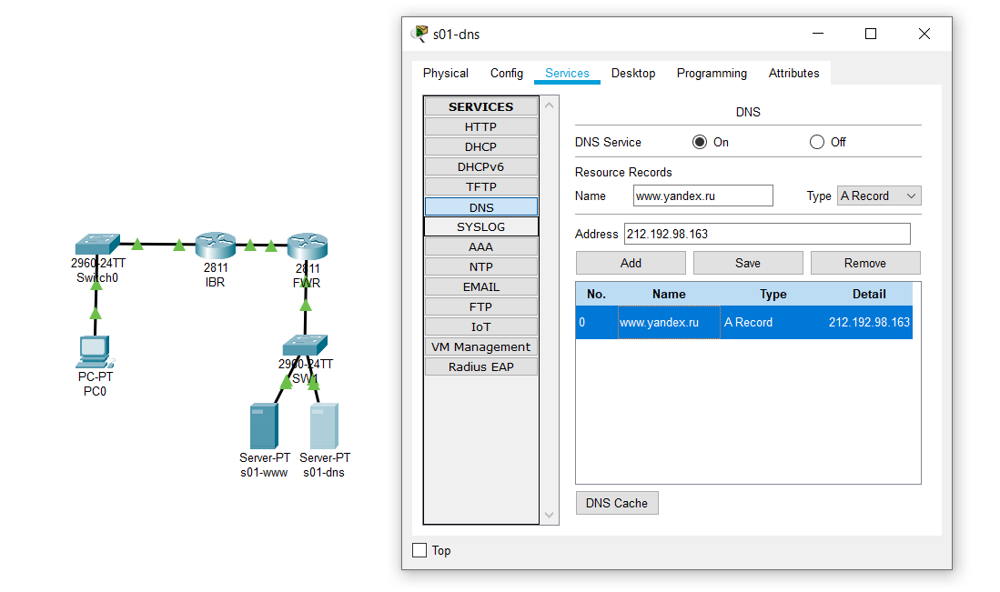 s01-dns
Physical Config Services Desktop Programming Attributes
SERVICES
HTTP
DHCP
DHCPv6
TFTP
DNS
SYSLOG
AAA
NTP
EMAIL
FTP
IoT
VM Management
Radius EAP
DNS
DNS Service On Off
Resource Records
Name www.yandex.ru Type A Record
Address 212.192.98.163
Add Save Remove
No. Name Type Detail
0 www.yandex.ru A Record 212.192.98.163
DNS Cache
Top
2960-24TT
Switch0
2811
IBR
2811
FWR
PC-PT
PC0
2960-24TT
SW1
Server-PT
s01-www
Server-PT
s01-dns